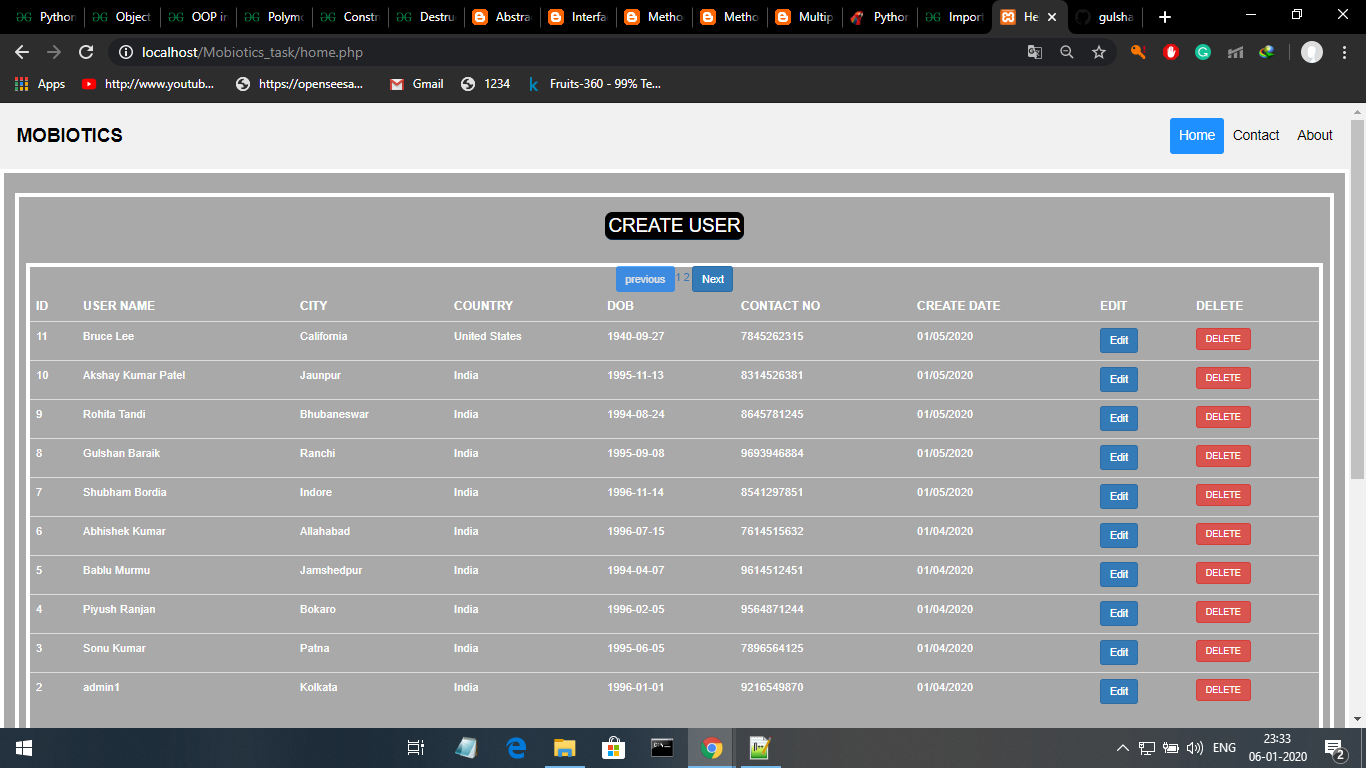 Python Object OOP in Polymo Constr Destru Abstra Interfa Metho Metho Multip Python Import He gulsha
localhost/Mobiotics_task/home.php
Apps http://www.youtub... https://openseesa... Gmail 1234 Fruits-360 - 99% Te...
MOBIOTICS Home Contact About
CREATE USER
previous 1 2 Next
ID USER NAME CITY COUNTRY DOB CONTACT NO CREATE DATE EDIT DELETE
11 Bruce Lee California United States 1940-09-27 7845262315 01/05/2020 Edit DELETE
10 Akshay Kumar Patel Jaunpur India 1995-11-13 8314526381 01/05/2020 Edit DELETE
9 Rohita Tandi Bhubaneswar India 1994-08-24 8645781245 01/05/2020 Edit DELETE
8 Gulshan Baraik Ranchi India 1995-09-08 9693946884 01/05/2020 Edit DELETE
7 Shubham Bordia Indore India 1996-11-14 8541297851 01/05/2020 Edit DELETE
6 Abhishek Kumar Allahabad India 1996-07-15 7614515632 01/04/2020 Edit DELETE
5 Bablu Murmu Jamshedpur India 1994-04-07 9614512451 01/04/2020 Edit DELETE
4 Piyush Ranjan Bokaro India 1996-02-05 9564871244 01/04/2020 Edit DELETE
3 Sonu Kumar Patna India 1995-06-05 7896564125 01/04/2020 Edit DELETE
2 admin1 Kolkata India 1996-01-01 9216549870 01/04/2020 Edit DELETE
ENG 23:33
06-01-2020 2